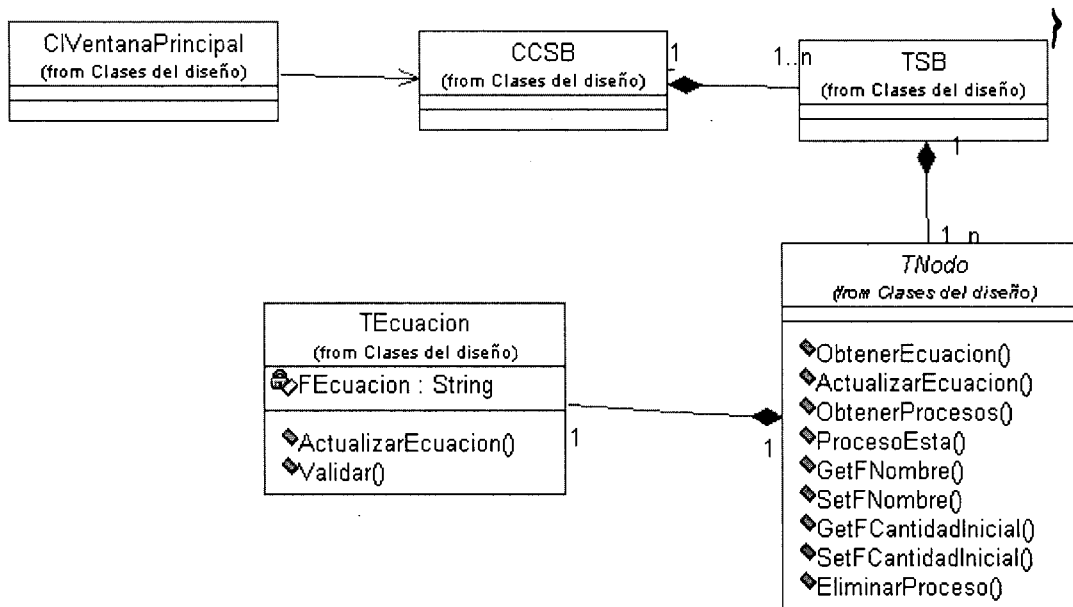 CIVentanaPrincipal
(from Clases del diseño)
CCSB
(from Clases del diseño)
1
1..n
TSB
(from Clases del diseño)
1
1..n
TNodo
(from Clases del diseño)
ObtenerEcuacion()
ActualizarEcuacion()
ObtenerProcesos()
ProcesoEsta()
GetFNombre()
SetFNombre()
GetFCantidadInicial()
SetFCantidadInicial()
EliminarProceso()
TEcuacion
(from Clases del diseño)
FEcuacion : String
ActualizarEcuacion()
Validar()
1
1